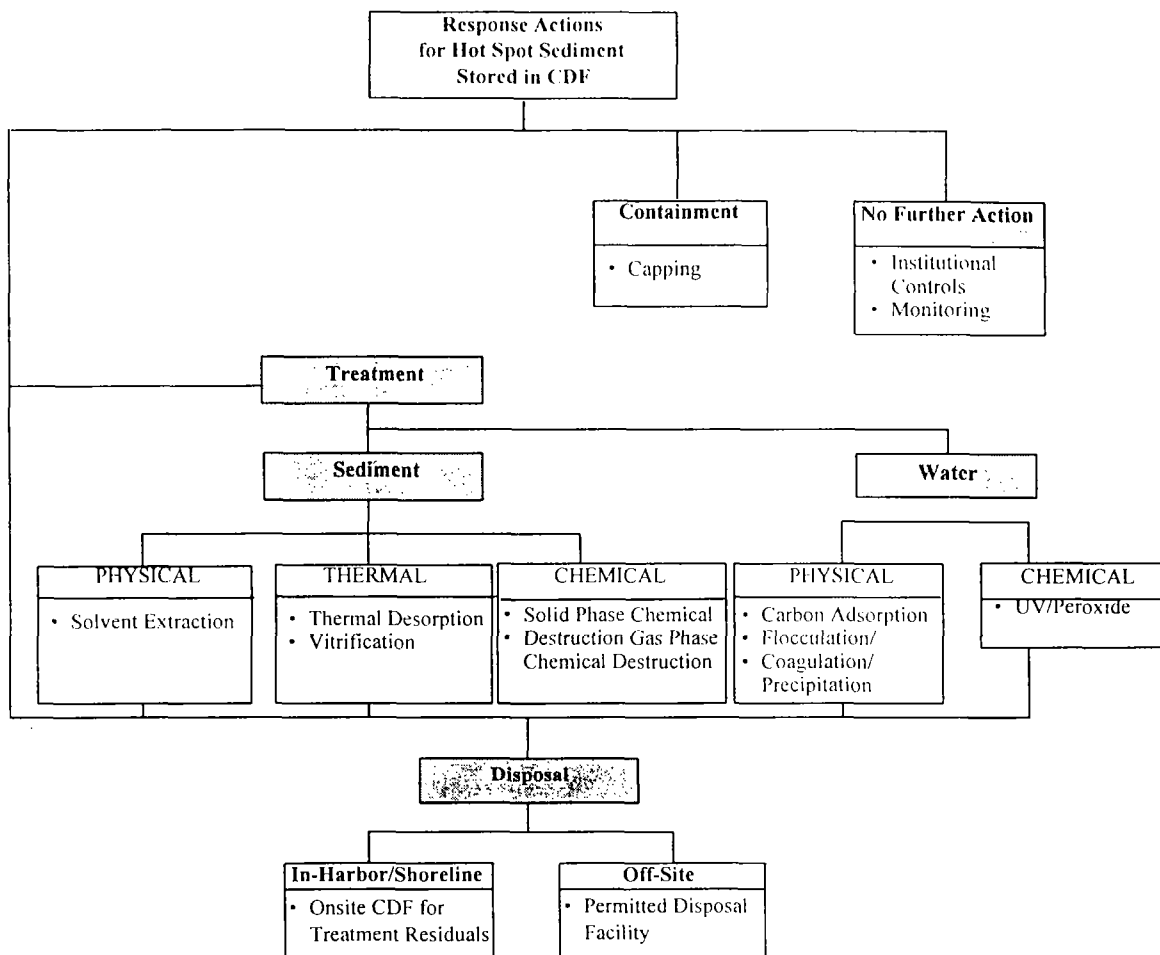 Response Actions
for Hot Spot Sediment
Stored in CDF
Containment
• Capping
No Further Action
• Institutional
Controls
• Monitoring
Treatment
Sediment
Water
PHYSICAL
• Solvent Extraction
THERMAL
• Thermal Desorption
• Vitrification
CHEMICAL
• Solid Phase Chemical
• Destruction Gas Phase
Chemical Destruction
PHYSICAL
• Carbon Adsorption
• Flocculation/
• Coagulation/
Precipitation
CHEMICAL
• UV/Peroxide
Disposal
In-Harbor/Shoreline
• Onsite CDF for
Treatment Residuals
Off-Site
• Permitted Disposal
Facility